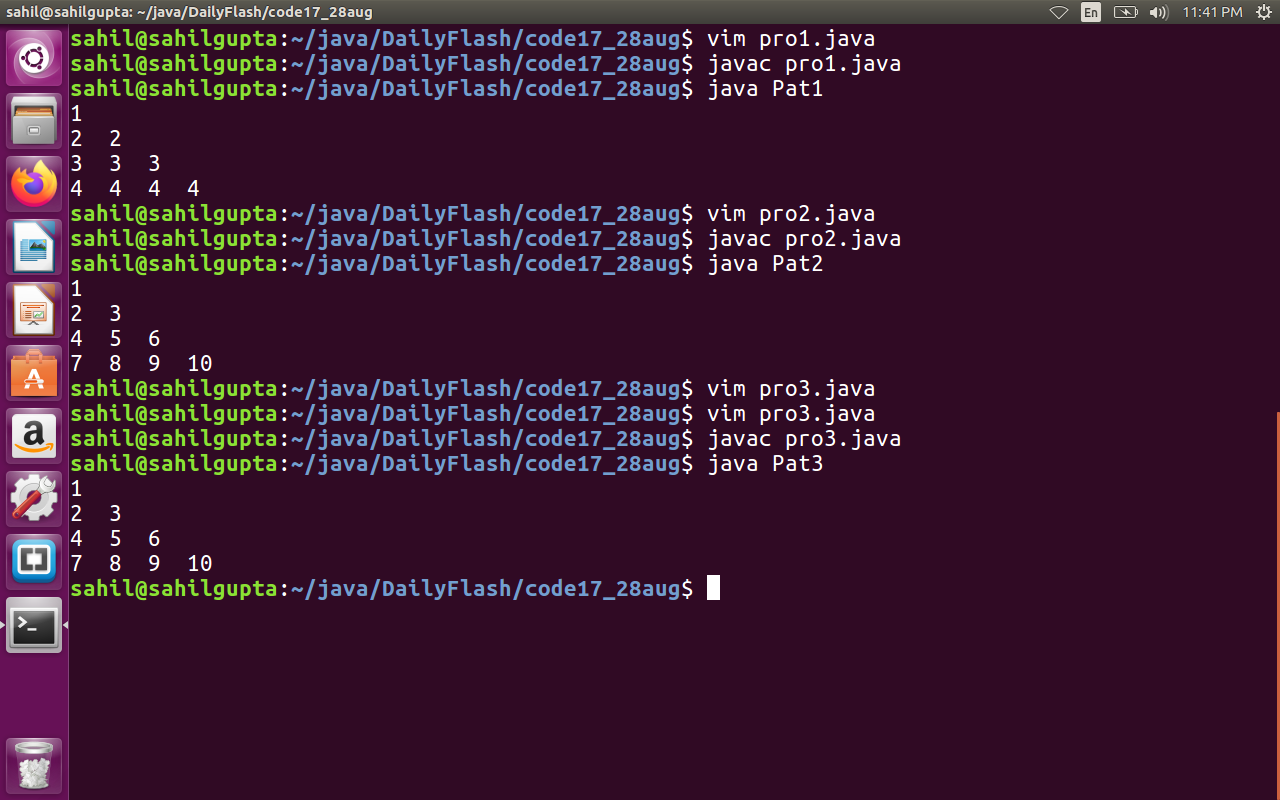 sahil@sahilgupta: ~/java/DailyFlash/code17_28aug En 11:41 PM
sahil@sahilgupta:~/java/DailyFlash/code17_28aug$ vim pro1.java
sahil@sahilgupta:~/java/DailyFlash/code17_28aug$ javac pro1.java
sahil@sahilgupta:~/java/DailyFlash/code17_28aug$ java Pat1
1
2  2
3  3  3
4  4  4  4
sahil@sahilgupta:~/java/DailyFlash/code17_28aug$ vim pro2.java
sahil@sahilgupta:~/java/DailyFlash/code17_28aug$ javac pro2.java
sahil@sahilgupta:~/java/DailyFlash/code17_28aug$ java Pat2
1
2  3
4  5  6
7  8  9  10
sahil@sahilgupta:~/java/DailyFlash/code17_28aug$ vim pro3.java
sahil@sahilgupta:~/java/DailyFlash/code17_28aug$ vim pro3.java
sahil@sahilgupta:~/java/DailyFlash/code17_28aug$ javac pro3.java
sahil@sahilgupta:~/java/DailyFlash/code17_28aug$ java Pat3
1
2  3
4  5  6
7  8  9  10
sahil@sahilgupta:~/java/DailyFlash/code17_28aug$